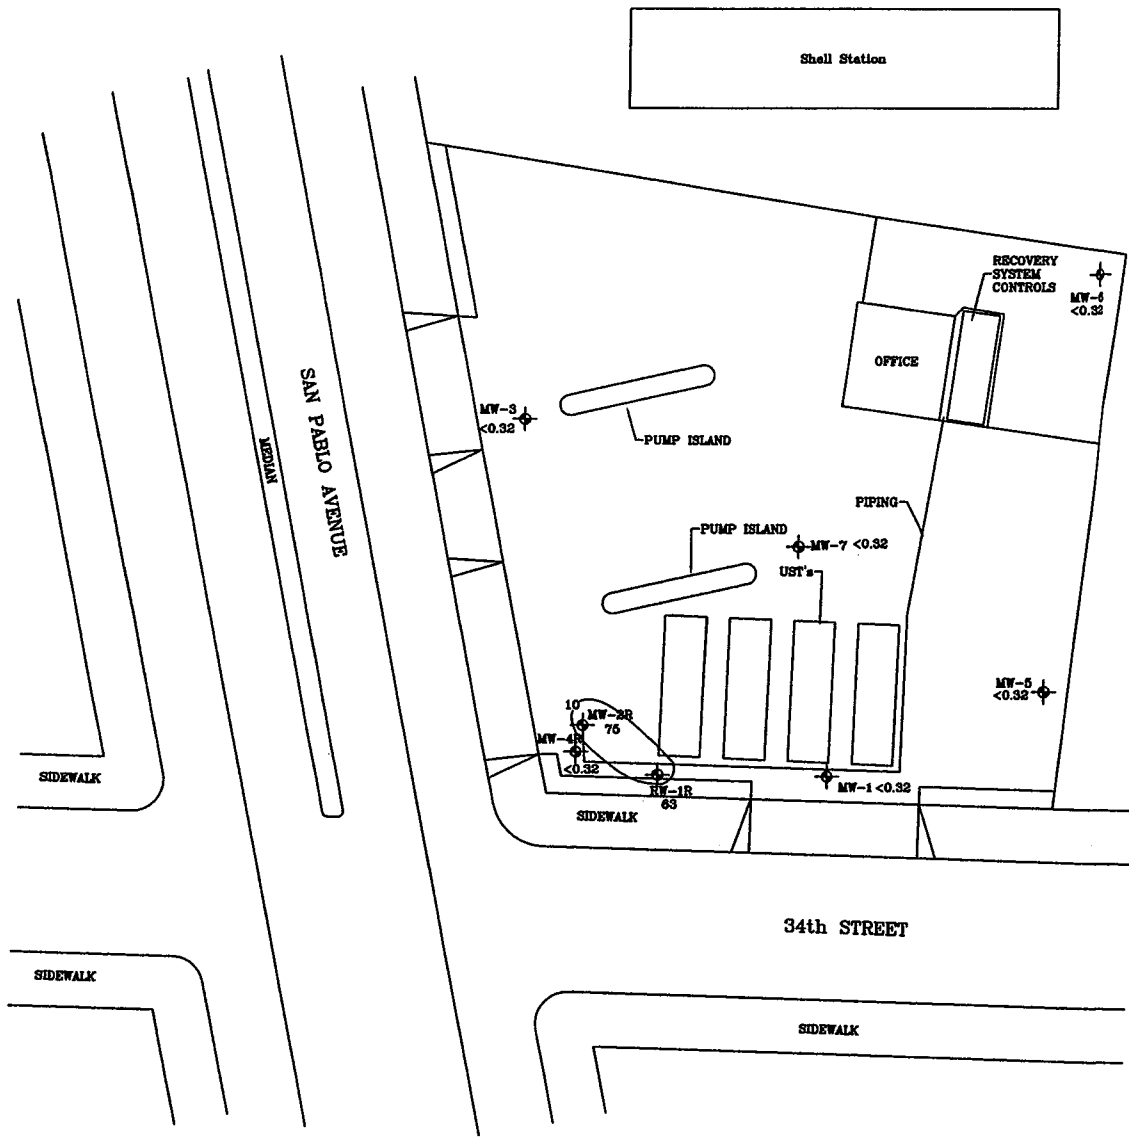 Shell Station
RECOVERY
SYSTEM
CONTROLS
MW-6
<0.32
OFFICE
SAN PABLO AVENUE
MEDIAN
MW-3
<0.32
PUMP ISLAND
PIPING
PUMP ISLAND
MW-7 <0.32
UST's
MW-5
<0.32
10
MW-2R
75
MW-4R
<0.32
RW-1R
63
MW-1 <0.32
SIDEWALK
SIDEWALK
34th STREET
SIDEWALK
SIDEWALK